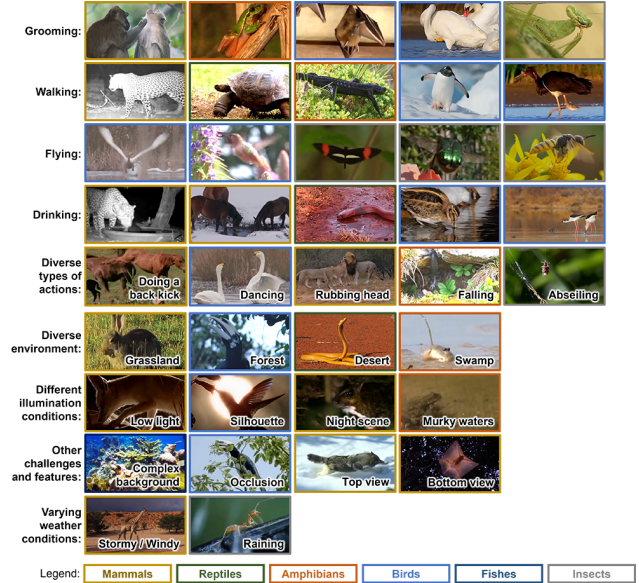 Grooming:
Walking:
Flying:
Drinking:
Diverse
types of
actions:
Doing a
back kick
Dancing
Rubbing head
Falling
Abseiling
Diverse
environment:
Grassland
Forest
Desert
Swamp
Different
illumination
conditions:
Low light
Silhouette
Night scene
Murky waters
Other
challenges
and features:
Complex
background
Occlusion
Top view
Bottom view
Varying
weather
conditions:
Stormy / Windy
Raining
Legend:
Mammals
Reptiles
Amphibians
Birds
Fishes
Insects